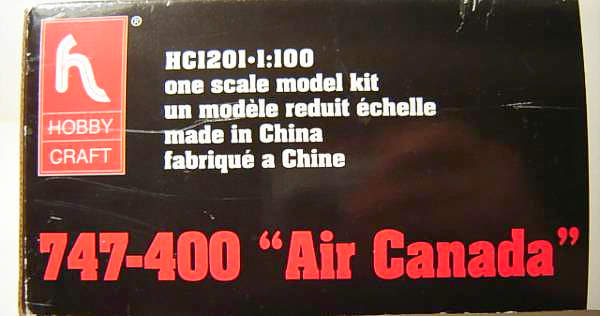 ®
HOBBY
CRAFT
HC1201•1:100
one scale model kit
un modèle reduit échelle
made in China
fabriqué a Chine
747-400 “Air Canada”